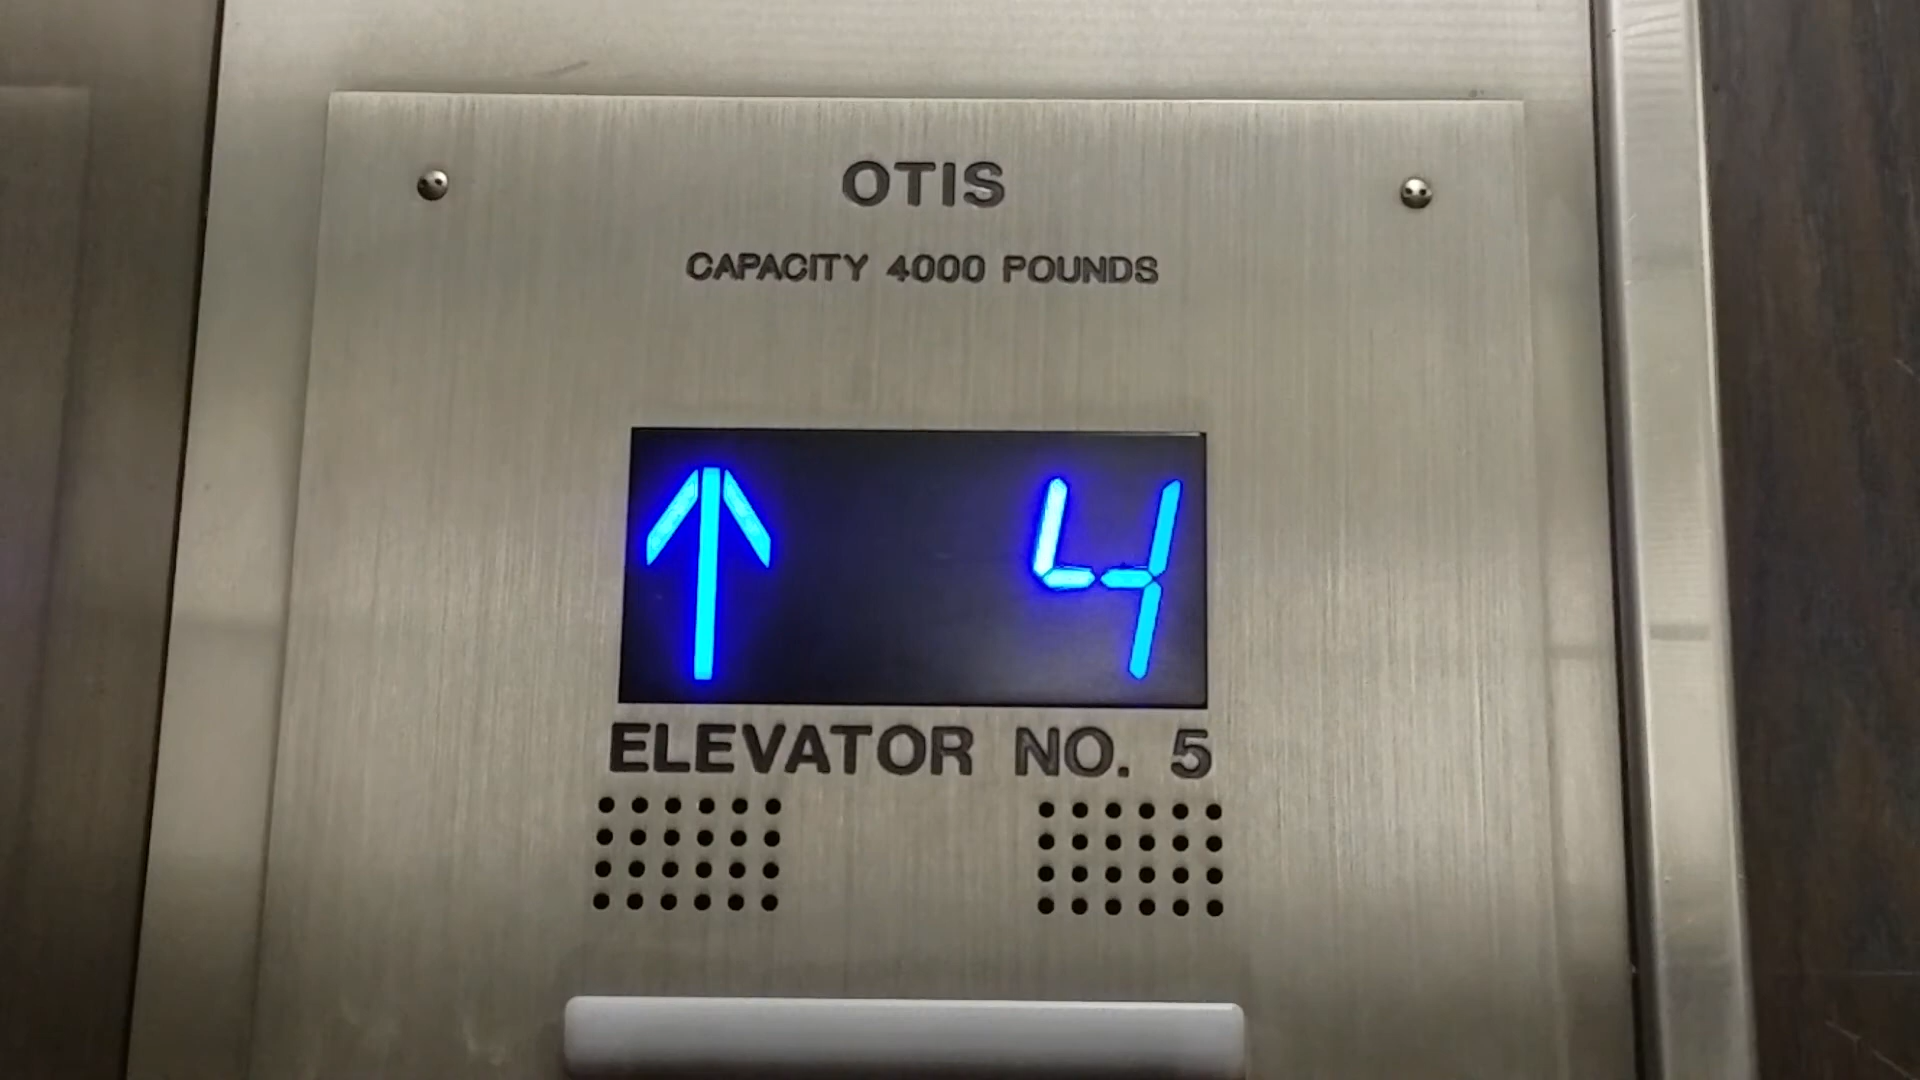 OTIS
CAPACITY 4000 POUNDS
↑ 4
ELEVATOR NO. 5